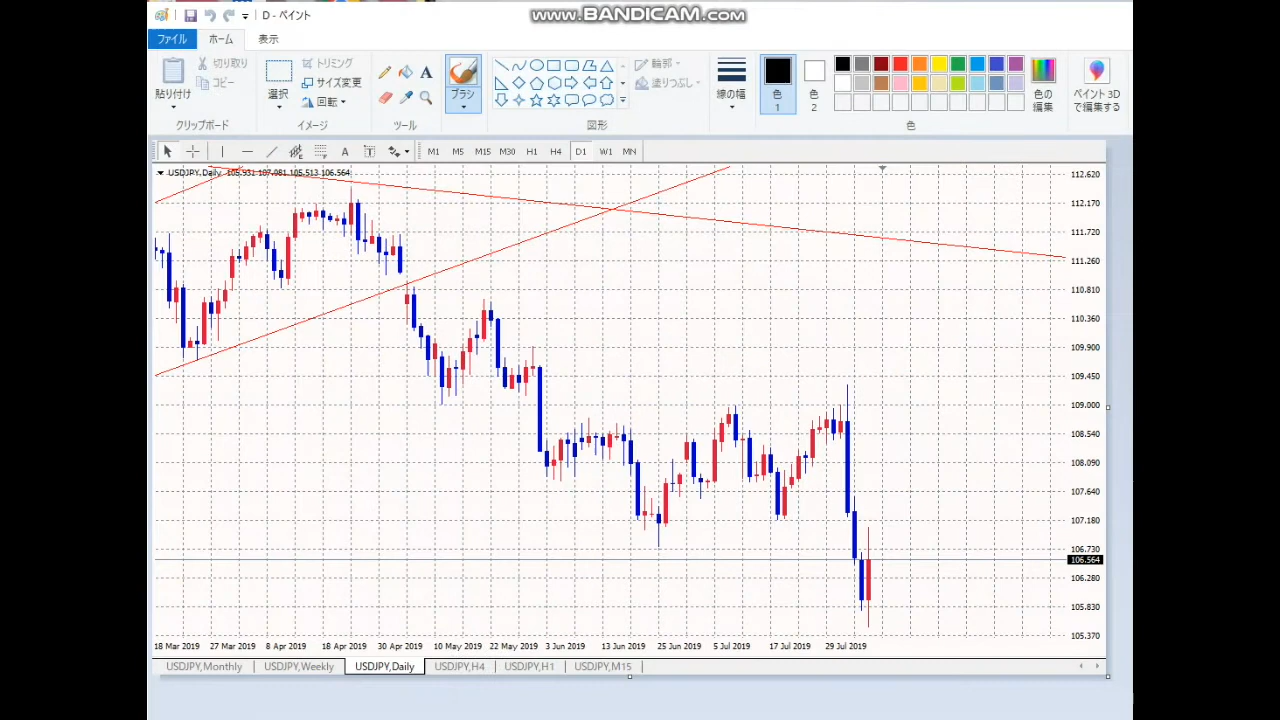 www.BANDICAM.com
D - ペイント
ファイル ホーム 表示
貼り付け 切り取り コピー
選択 トリミング サイズ変更 回転
A
ブラシ
輪郭 塗りつぶし
線の幅
色 1 色 2
色の 編集
ペイント 3D で編集する
クリップボード イメージ ツール 図形 色
A T M1 M5 M15 M30 H1 H4 D1 W1 MN
USDJPY,Daily 105.931 107.081 105.513 106.564
112.620
112.170
111.720
111.260
110.810
110.360
109.900
109.450
109.000
108.540
108.090
107.640
107.180
106.730
106.564
106.280
105.830
105.370
18 Mar 2019 27 Mar 2019 8 Apr 2019 18 Apr 2019 30 Apr 2019 10 May 2019 22 May 2019 3 Jun 2019 13 Jun 2019 25 Jun 2019 5 Jul 2019 17 Jul 2019 29 Jul 2019
USDJPY,Monthly USDJPY,Weekly USDJPY,Daily USDJPY,H4 USDJPY,H1 USDJPY,M15